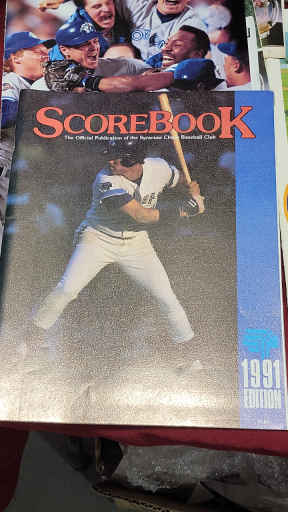 SCOREBOOK
The Official Publication of the Syracuse Chiefs Baseball Club
1991
EDITION